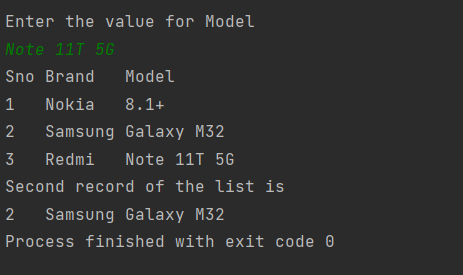 Enter the value for Model
Note 11T 5G
Sno Brand   Model
1   Nokia   8.1+
2   Samsung Galaxy M32
3   Redmi   Note 11T 5G
Second record of the list is
2   Samsung Galaxy M32
Process finished with exit code 0